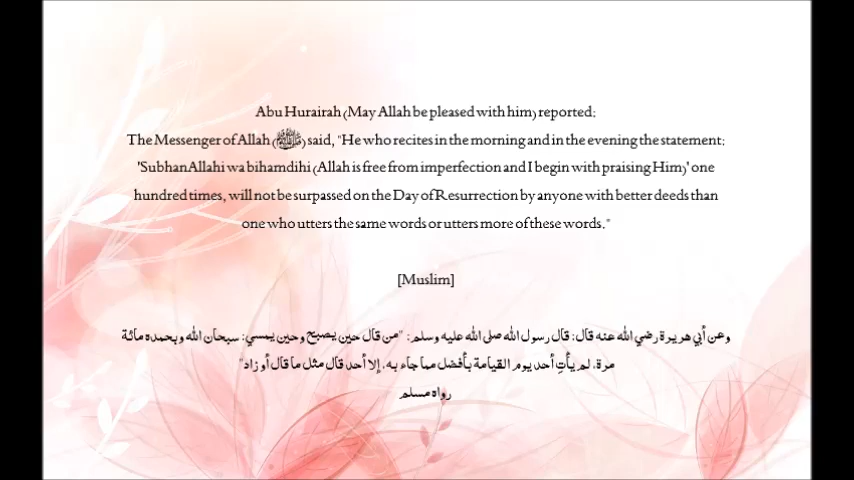 Abu Hurairah (May Allah be pleased with him) reported:
The Messenger of Allah (ﷺ) said, "He who recites in the morning and in the evening the statement:
'SubhanAllahi wa bihamdihi (Allah is free from imperfection and I begin with praising Him)' one
hundred times, will not be surpassed on the Day of Resurrection by anyone with better deeds than
one who utters the same words or utters more of these words."
[Muslim]
وعن أبي هريرة رضي الله عنه قال: قال رسول الله صلى الله عليه وسلم: "من قال حين يصبح وحين يمسي: سبحان الله وبحمده مائة
مرة، لم يأتِ أحد يوم القيامة بأفضل مما جاء به، إلا أحد قال مثل ما قال أو زاد"
رواه مسلم